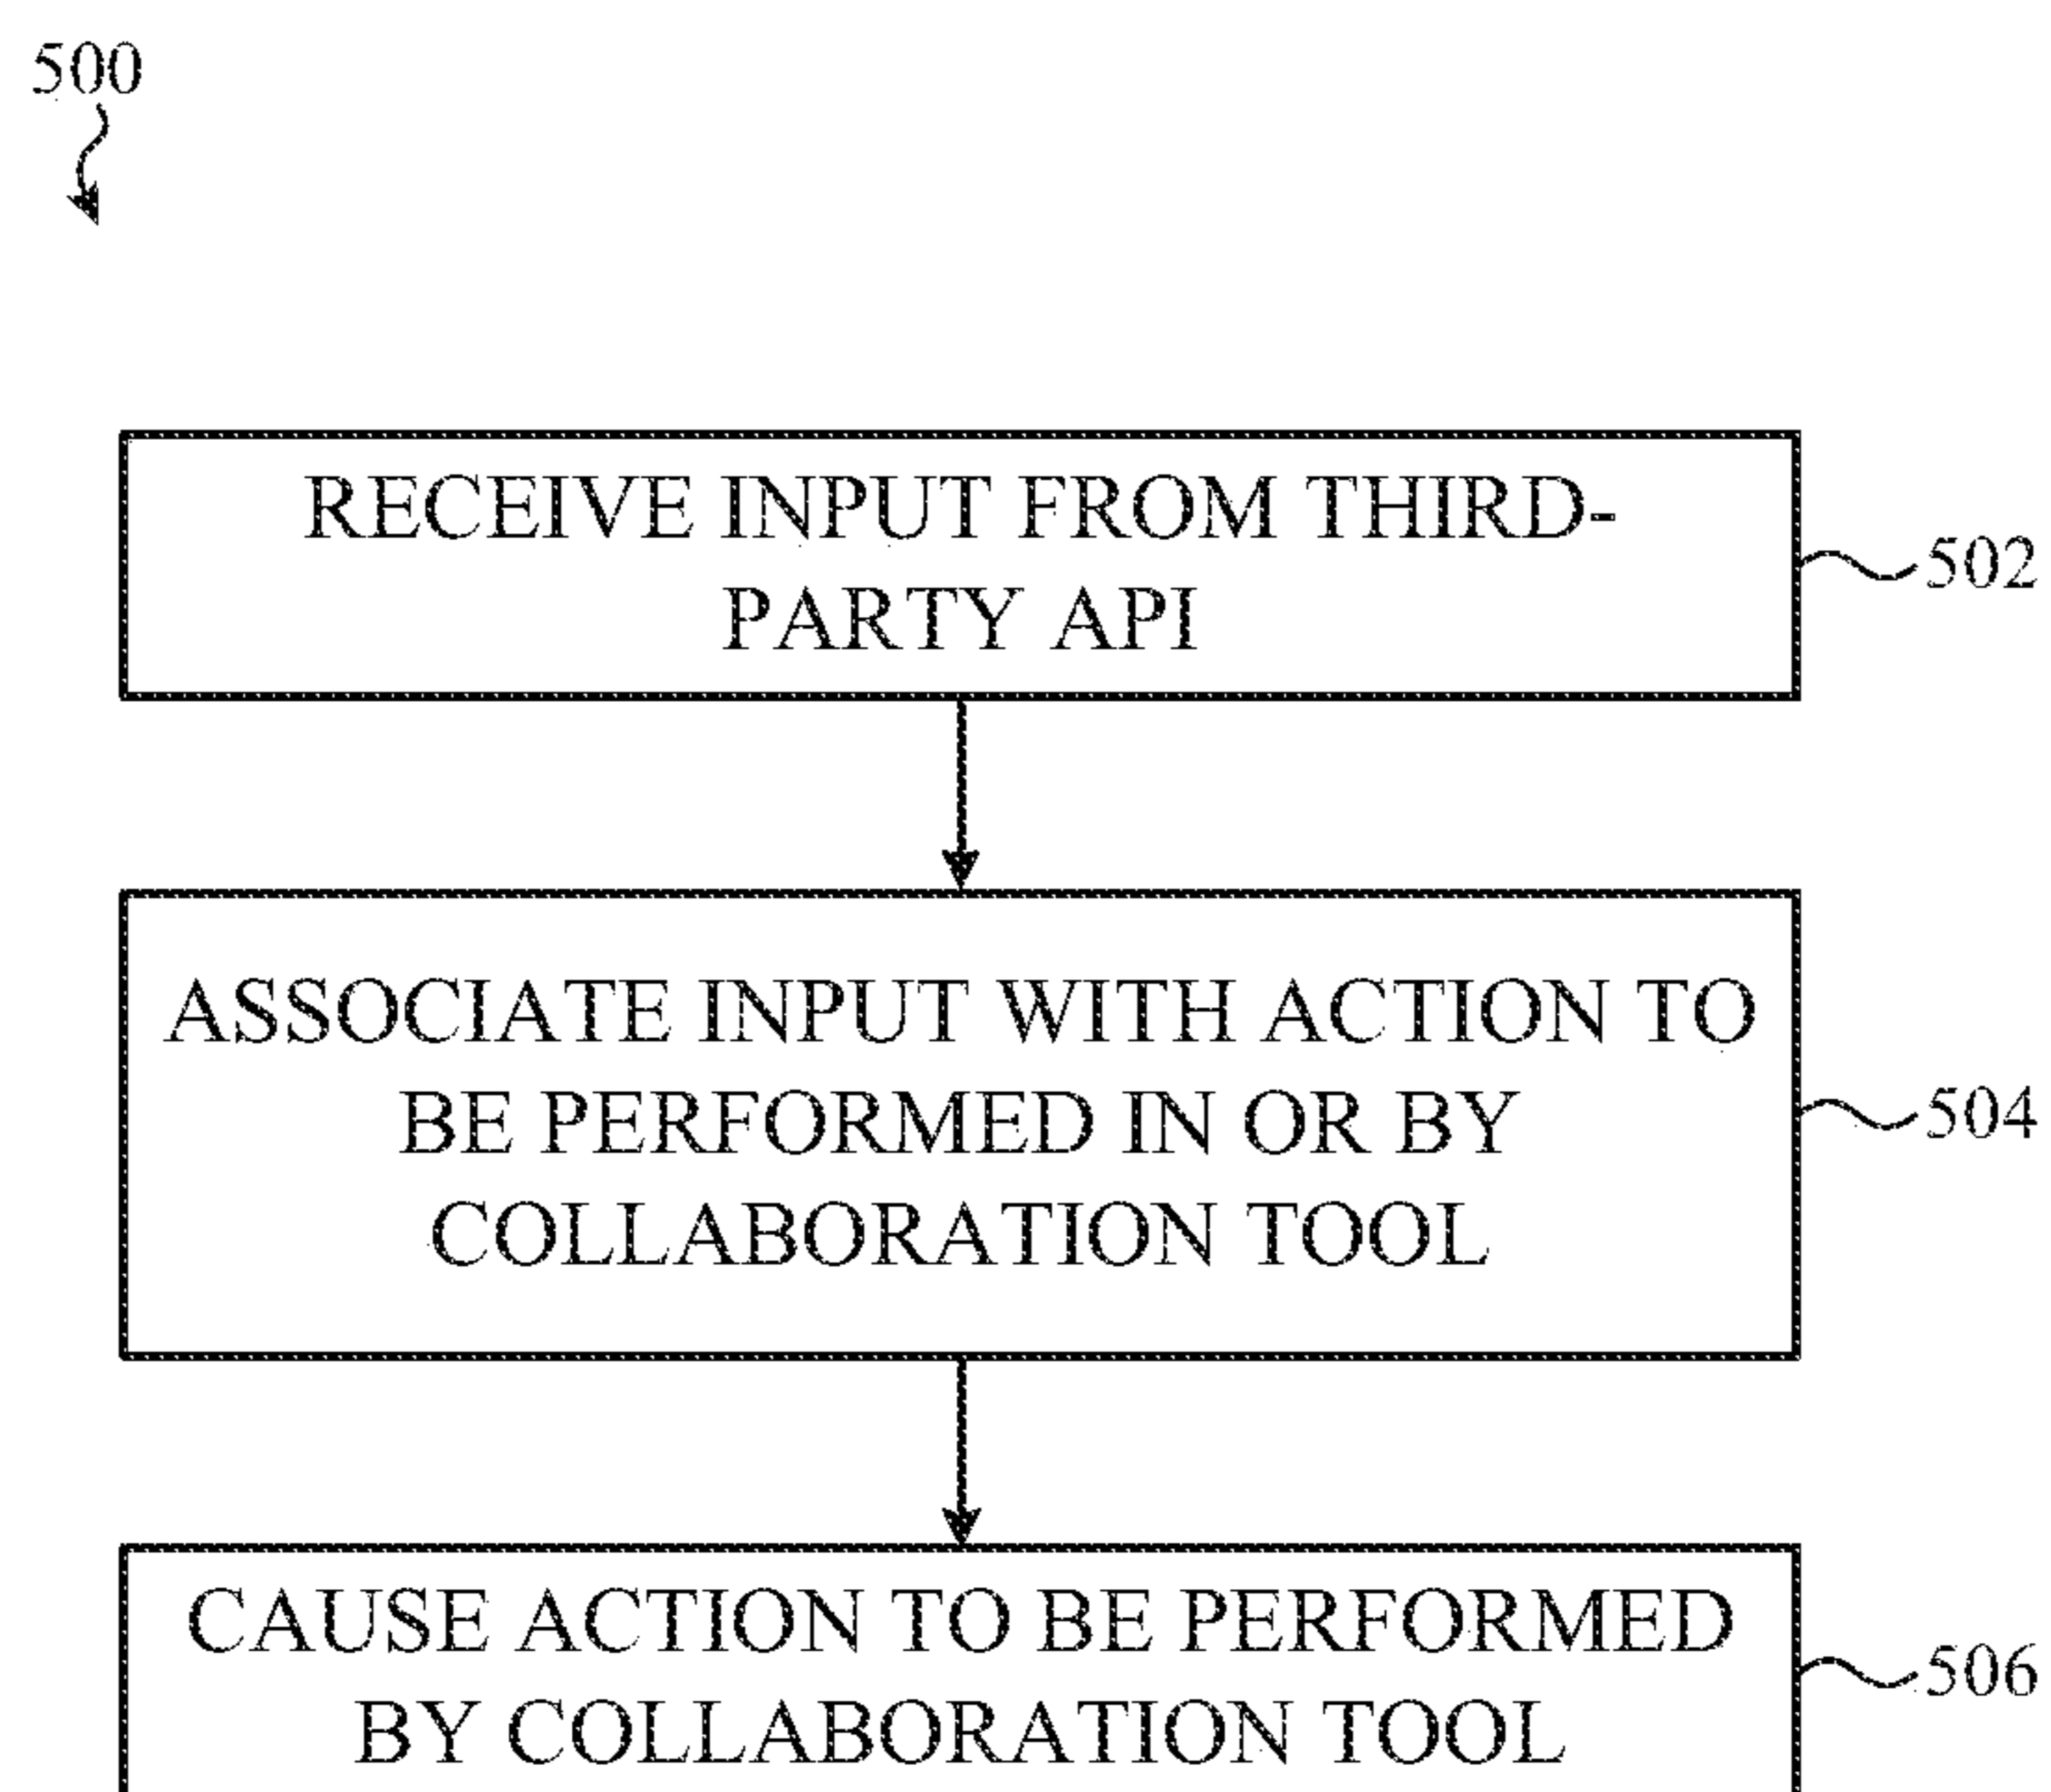 500
RECEIVE INPUT FROM THIRD-
PARTY API
502
ASSOCIATE INPUT WITH ACTION TO
BE PERFORMED IN OR BY
COLLABORATION TOOL
504
CAUSE ACTION TO BE PERFORMED
BY COLLABORATION TOOL
506